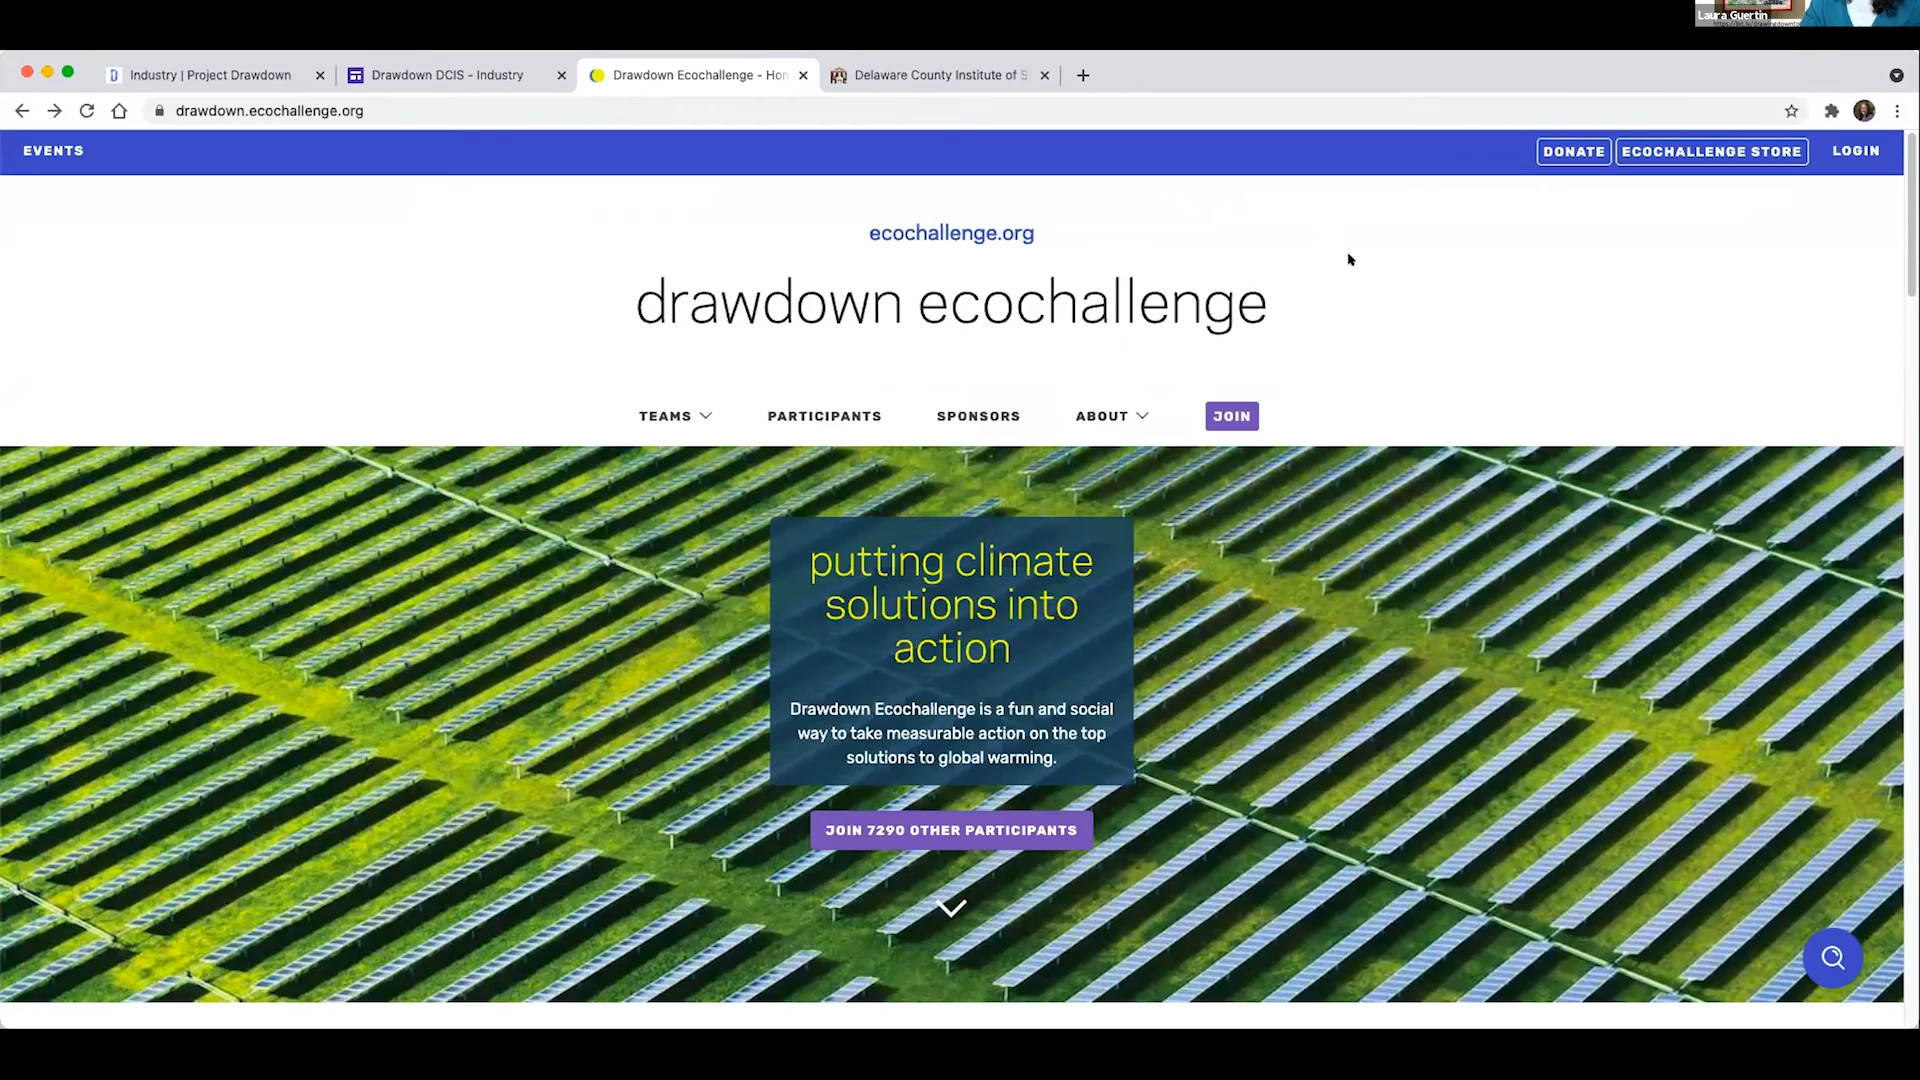 Laura Guertin
Industry | Project Drawdown
Drawdown DCIS - Industry
Drawdown Ecochallenge - Hon
Delaware County Institute of S
drawdown.ecochallenge.org
EVENTS
DONATE
ECOCHALLENGE STORE
LOGIN
ecochallenge.org
drawdown ecochallenge
TEAMS
PARTICIPANTS
SPONSORS
ABOUT
JOIN
putting climate
solutions into
action
Drawdown Ecochallenge is a fun and social
way to take measurable action on the top
solutions to global warming.
JOIN 7290 OTHER PARTICIPANTS